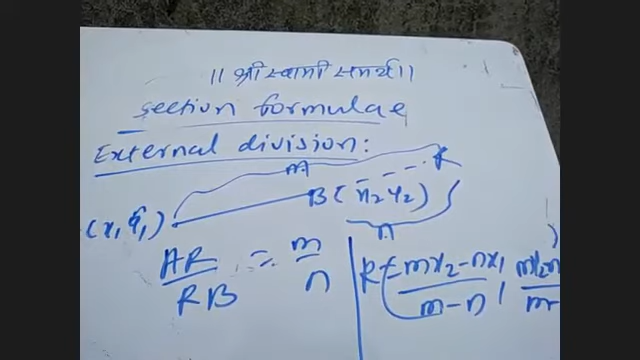 ॥ श्री स्वामी समर्थ ॥
Section formulae
External division:
m R
B(x₂ y₂)
(x₁ y₁)
n
AR/RB = m/n
R = (mx₂ - nx₁ / m - n ,